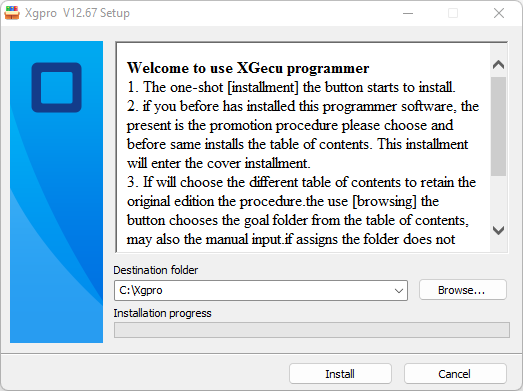 Xgpro V12.67 Setup
Welcome to use XGecu programmer
1. The one-shot [installment] the button starts to install.
2. if you before has installed this programmer software, the
present is the promotion procedure please choose and
before same installs the table of contents. This installment
will enter the cover installment.
3. If will choose the different table of contents to retain the
original edition the procedure.the use [browsing] the
button chooses the goal folder from the table of contents,
may also the manual input.if assigns the folder does not
Destination folder
C:\Xgpro
Browse...
Installation progress
Install
Cancel